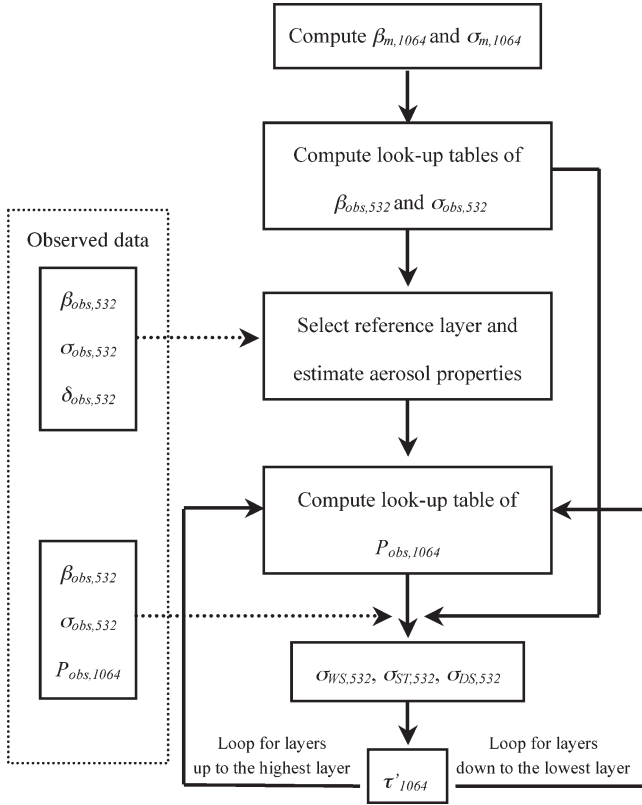 Compute βm,1064 and σm,1064
Compute look-up tables of
βobs,532 and σobs,532
Observed data
βobs,532
σobs,532
δobs,532
Select reference layer and
estimate aerosol properties
Compute look-up table of
Pobs,1064
βobs,532
σobs,532
Pobs,1064
σWS,532, σST,532, σDS,532
Loop for layers
up to the highest layer
τ'1064
Loop for layers
down to the lowest layer